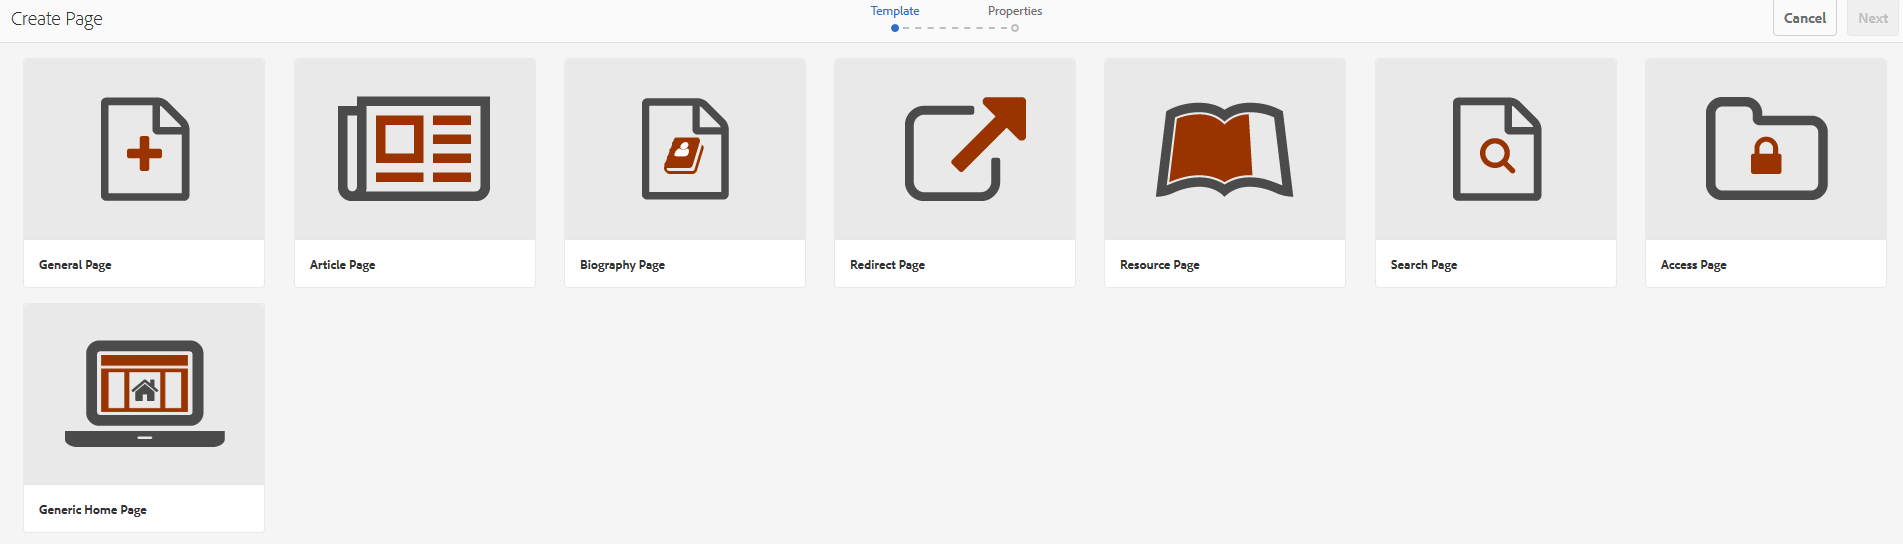 Create Page
Template
Properties
Cancel
Next
General Page
Article Page
Biography Page
Redirect Page
Resource Page
Search Page
Access Page
Generic Home Page